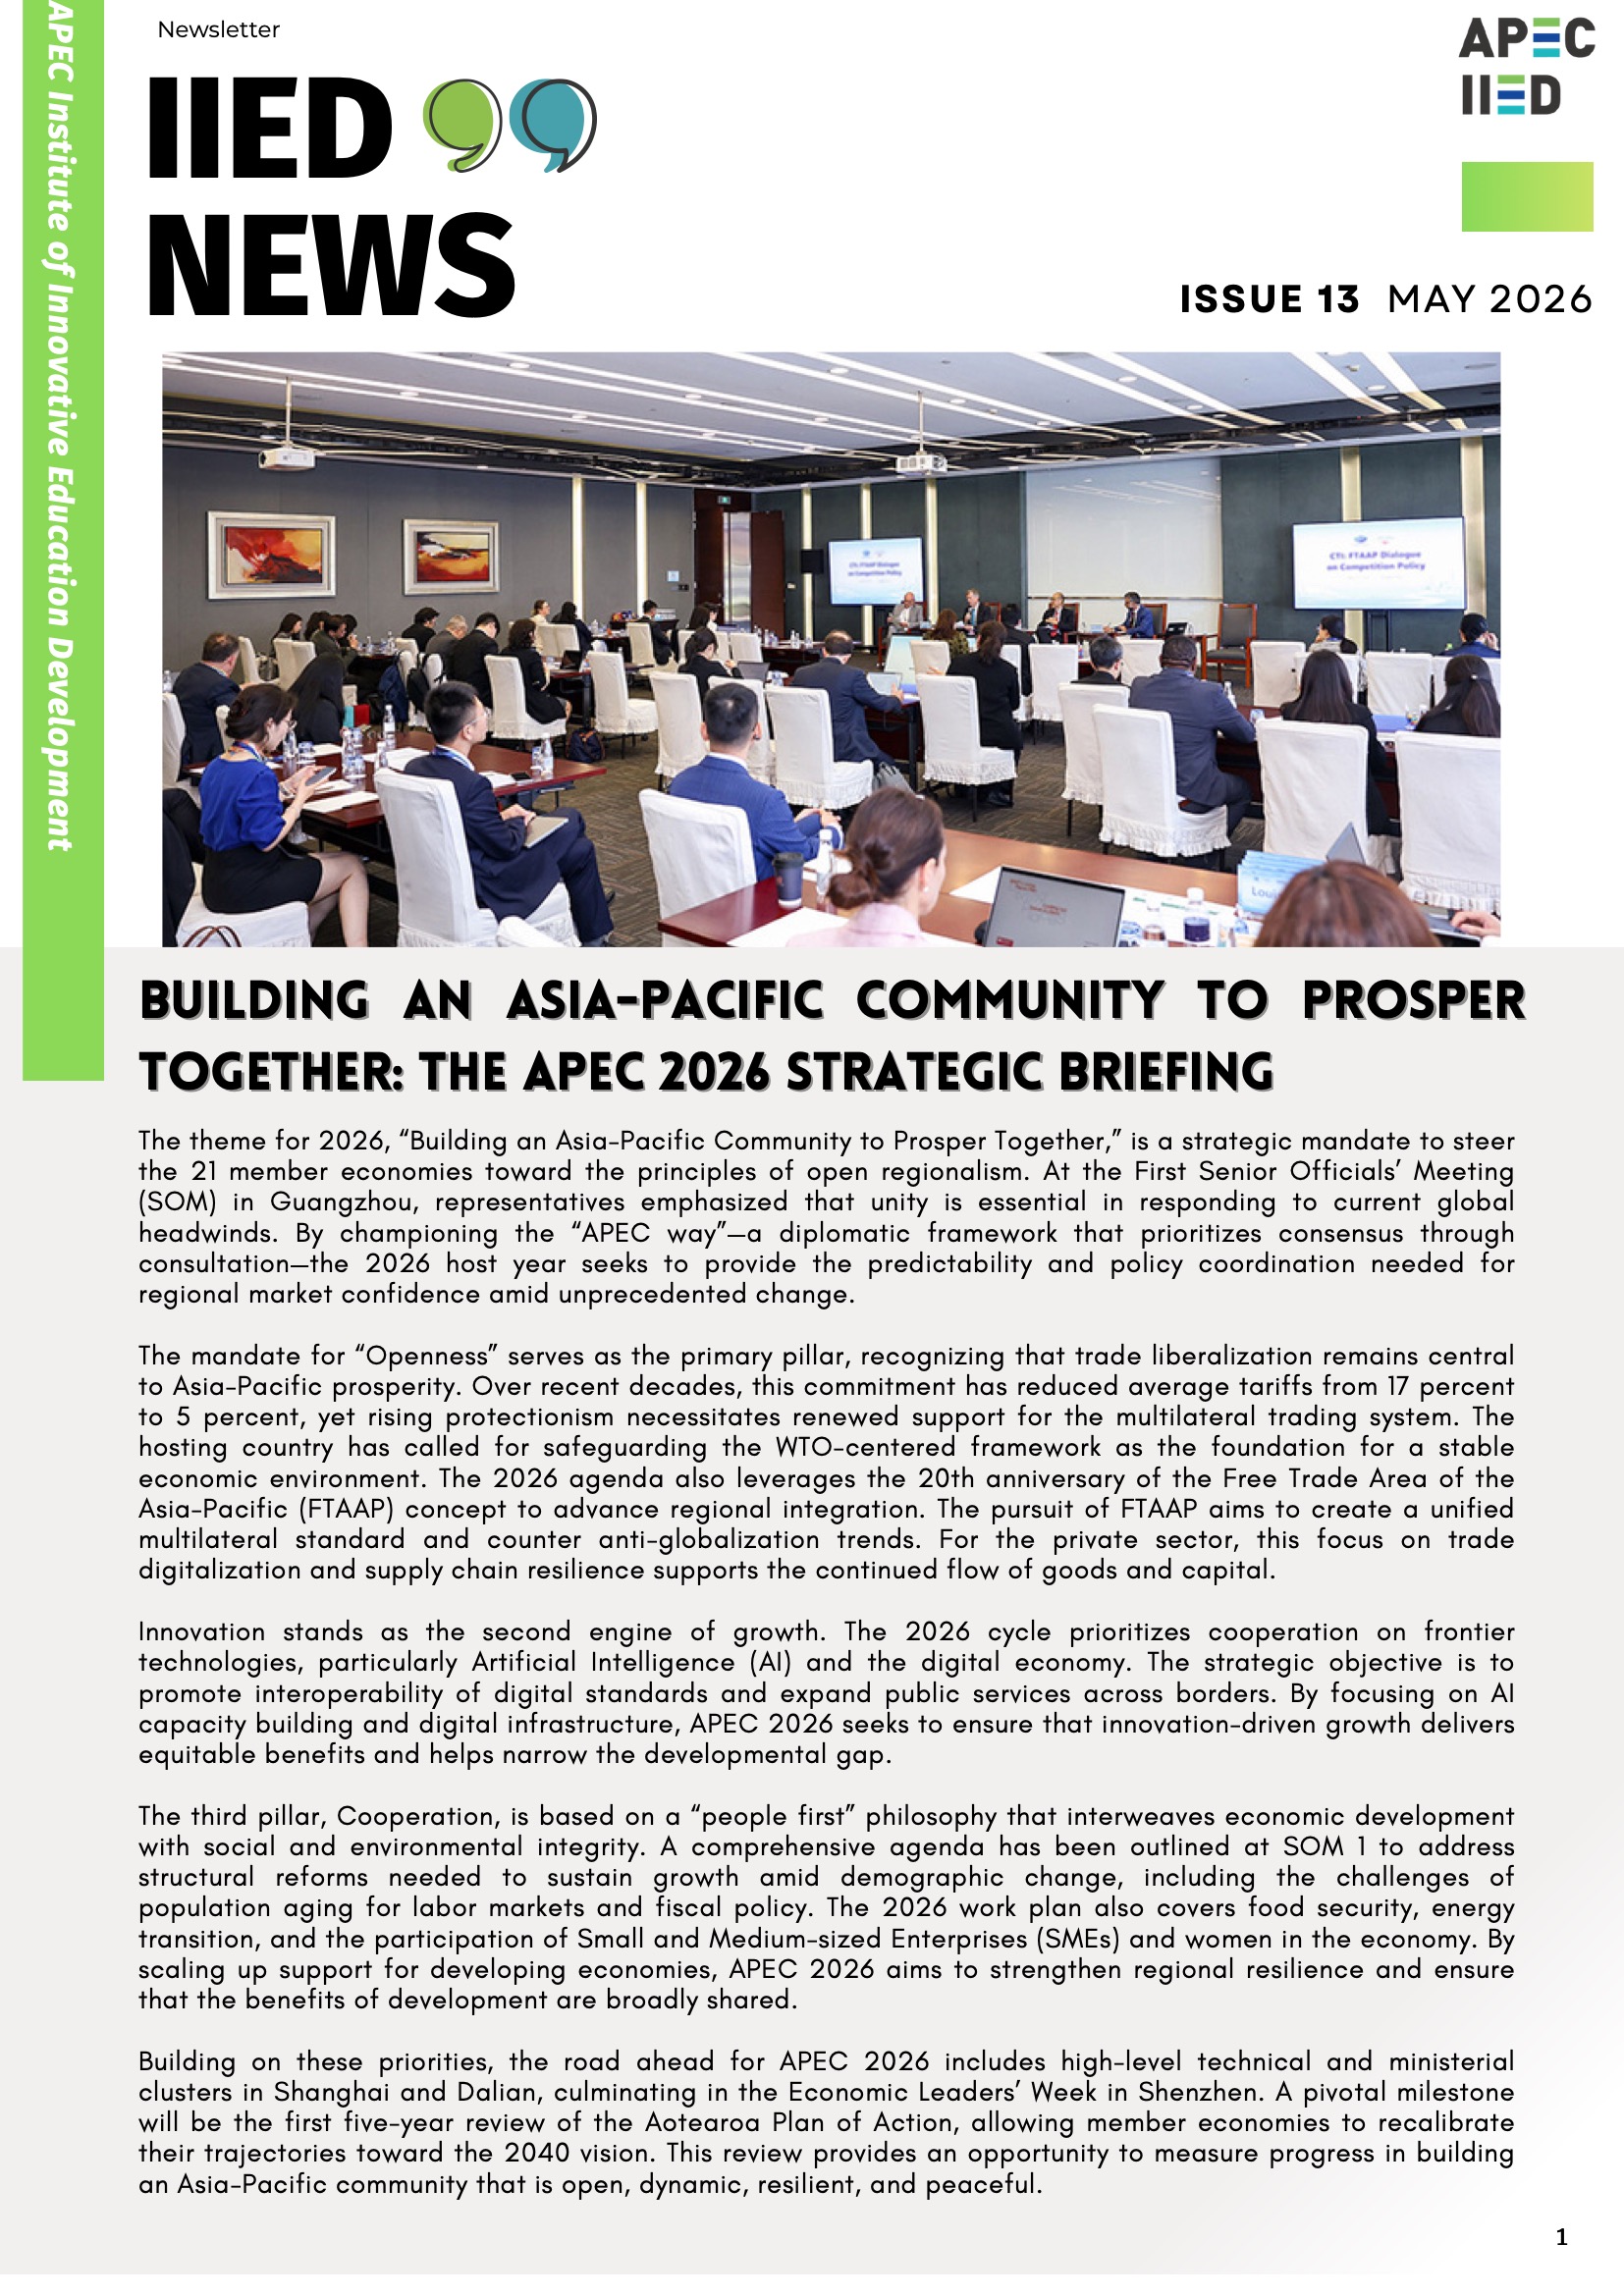 Newsletter
APEC
IIED
IIED
NEWS
ISSUE 13 MAY 2026
APEC Institute of Innovative Education Development
CTI: FTAAP Dialogue
on Competition Policy
CTI: FTAAP Dialogue
on Competition Policy
BUILDING AN ASIA-PACIFIC COMMUNITY TO PROSPER
TOGETHER: THE APEC 2026 STRATEGIC BRIEFING
The theme for 2026, “Building an Asia-Pacific Community to Prosper Together,” is a strategic mandate to steer
the 21 member economies toward the principles of open regionalism. At the First Senior Officials’ Meeting
(SOM) in Guangzhou, representatives emphasized that unity is essential in responding to current global
headwinds. By championing the “APEC way”—a diplomatic framework that prioritizes consensus through
consultation—the 2026 host year seeks to provide the predictability and policy coordination needed for
regional market confidence amid unprecedented change.
The mandate for “Openness” serves as the primary pillar, recognizing that trade liberalization remains central
to Asia-Pacific prosperity. Over recent decades, this commitment has reduced average tariffs from 17 percent
to 5 percent, yet rising protectionism necessitates renewed support for the multilateral trading system. The
hosting country has called for safeguarding the WTO-centered framework as the foundation for a stable
economic environment. The 2026 agenda also leverages the 20th anniversary of the Free Trade Area of the
Asia-Pacific (FTAAP) concept to advance regional integration. The pursuit of FTAAP aims to create a unified
multilateral standard and counter anti-globalization trends. For the private sector, this focus on trade
digitalization and supply chain resilience supports the continued flow of goods and capital.
Innovation stands as the second engine of growth. The 2026 cycle prioritizes cooperation on frontier
technologies, particularly Artificial Intelligence (AI) and the digital economy. The strategic objective is to
promote interoperability of digital standards and expand public services across borders. By focusing on AI
capacity building and digital infrastructure, APEC 2026 seeks to ensure that innovation-driven growth delivers
equitable benefits and helps narrow the developmental gap.
The third pillar, Cooperation, is based on a “people first” philosophy that interweaves economic development
with social and environmental integrity. A comprehensive agenda has been outlined at SOM 1 to address
structural reforms needed to sustain growth amid demographic change, including the challenges of
population aging for labor markets and fiscal policy. The 2026 work plan also covers food security, energy
transition, and the participation of Small and Medium-sized Enterprises (SMEs) and women in the economy. By
scaling up support for developing economies, APEC 2026 aims to strengthen regional resilience and ensure
that the benefits of development are broadly shared.
Building on these priorities, the road ahead for APEC 2026 includes high-level technical and ministerial
clusters in Shanghai and Dalian, culminating in the Economic Leaders’ Week in Shenzhen. A pivotal milestone
will be the first five-year review of the Aotearoa Plan of Action, allowing member economies to recalibrate
their trajectories toward the 2040 vision. This review provides an opportunity to measure progress in building
an Asia-Pacific community that is open, dynamic, resilient, and peaceful.
1